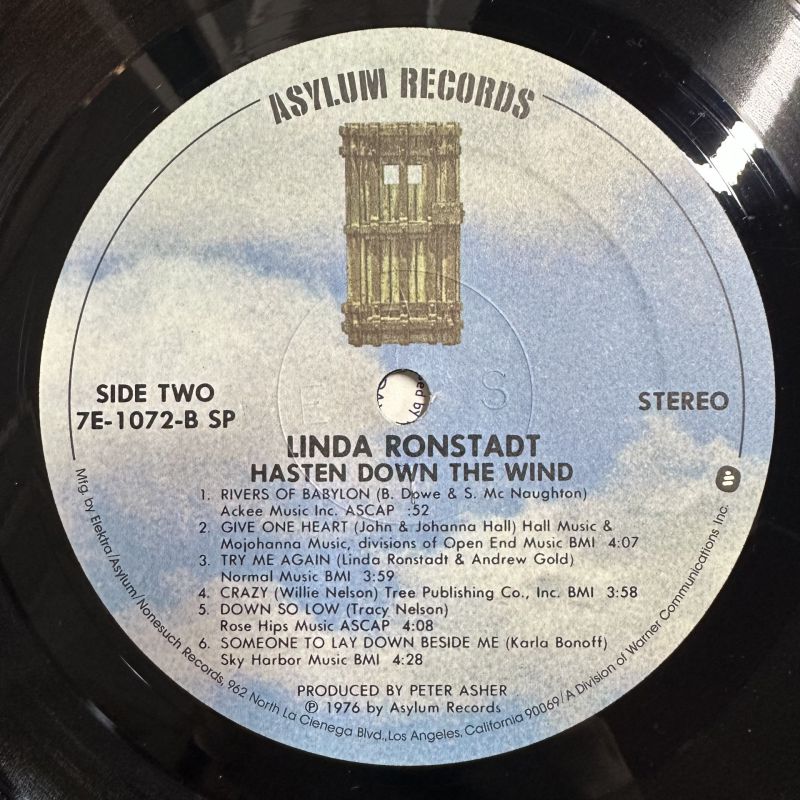 ASYLUM RECORDS
SIDE TWO
7E-1072-B SP
STEREO
LINDA RONSTADT
HASTEN DOWN THE WIND
1. RIVERS OF BABYLON (B. Dowe & S. Mc Naughton)
Ackee Music Inc. ASCAP :52
2. GIVE ONE HEART (John & Johanna Hall) Hall Music &
Mojohanna Music, divisions of Open End Music BMI 4:07
3. TRY ME AGAIN (Linda Ronstadt & Andrew Gold)
Normal Music BMI 3:59
4. CRAZY (Willie Nelson) Tree Publishing Co., Inc. BMI 3:58
5. DOWN SO LOW (Tracy Nelson)
Rose Hips Music ASCAP 4:08
6. SOMEONE TO LAY DOWN BESIDE ME (Karla Bonoff)
Sky Harbor Music BMI 4:28
PRODUCED BY PETER ASHER
℗ 1976 by Asylum Records
Mfg. by Elektra/Asylum/Nonesuch Records, 962 North La Cienega Blvd., Los Angeles, California 90069/A Division of Warner Communications Inc.